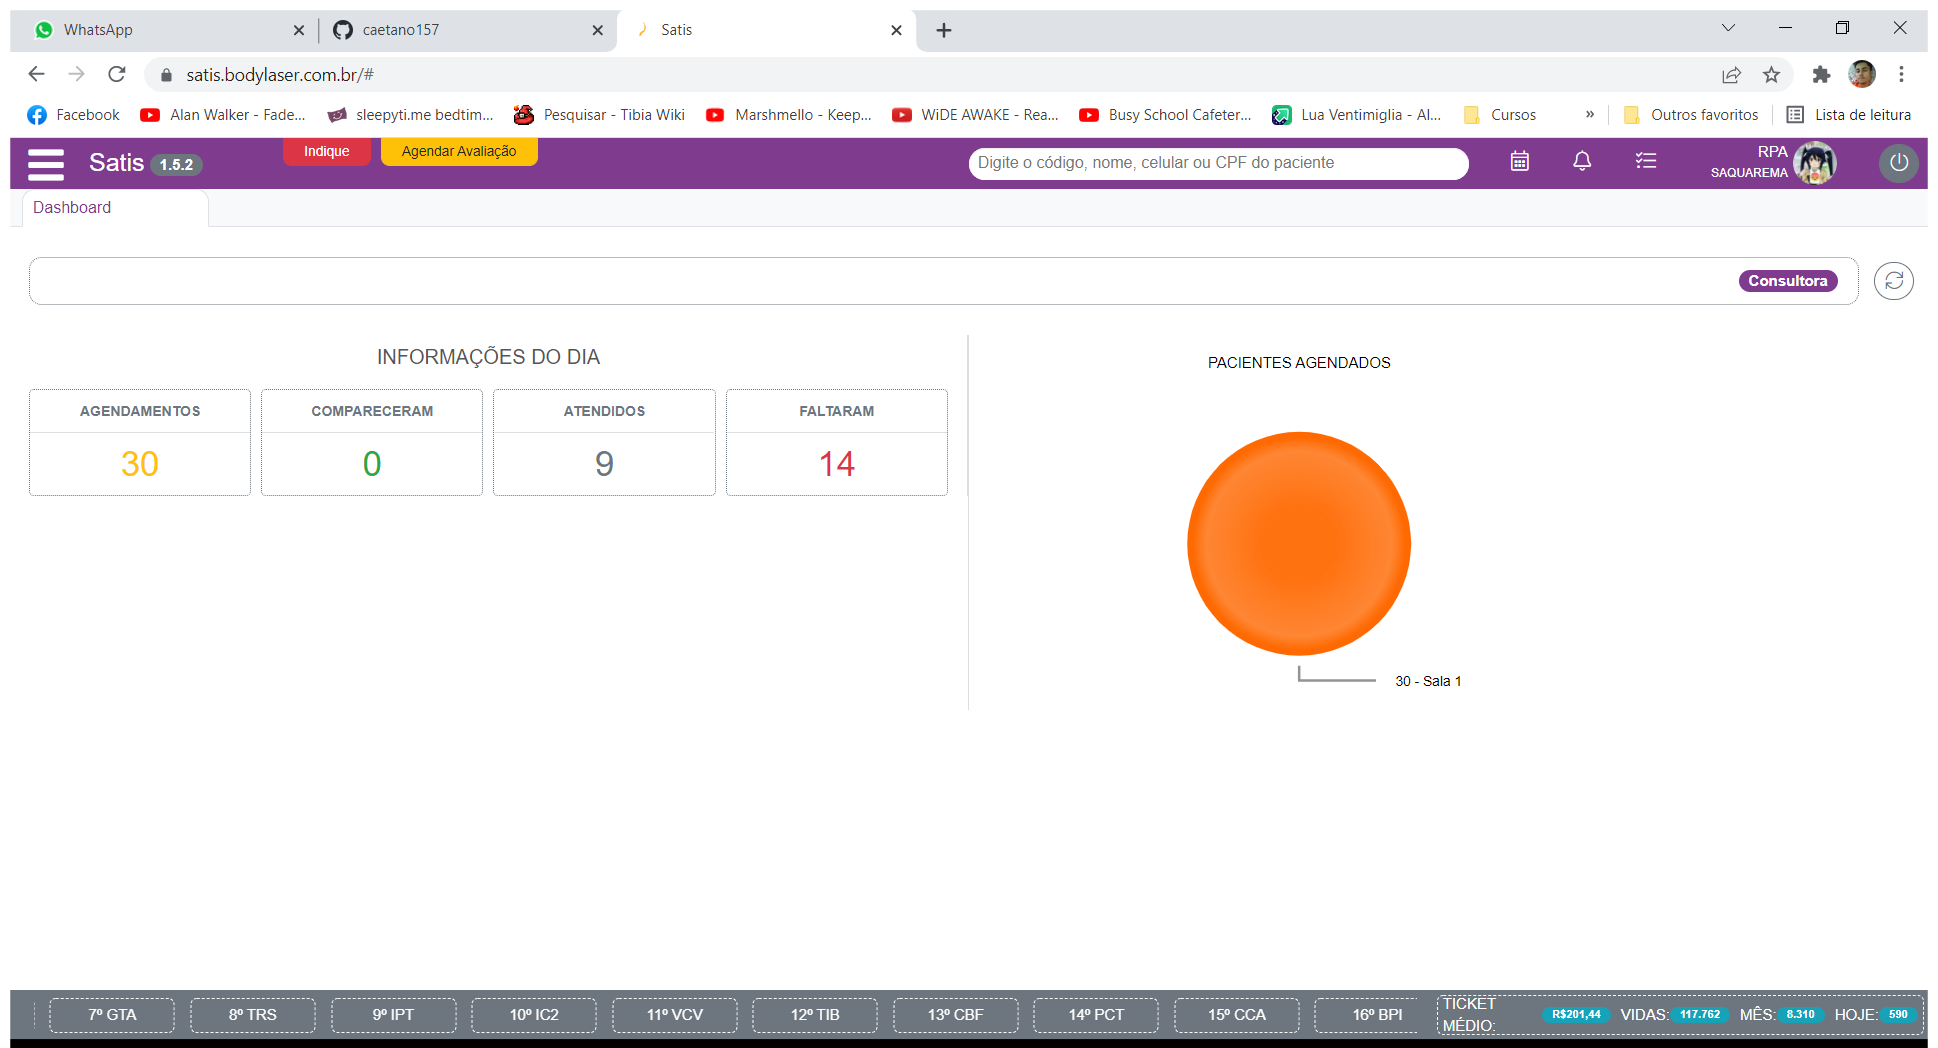 WhatsApp
caetano157
Satis
satis.bodylaser.com.br/#
Facebook
Alan Walker - Fade...
sleepyti.me bedtim...
Pesquisar - Tibia Wiki
Marshmello - Keep...
WiDE AWAKE - Rea...
Busy School Cafeter...
Lua Ventimiglia - Al...
Cursos
»
Outros favoritos
Lista de leitura
Satis 1.5.2
Indique
Agendar Avaliação
Digite o código, nome, celular ou CPF do paciente
RPA
SAQUAREMA
Dashboard
Consultora
INFORMAÇÕES DO DIA
AGENDAMENTOS
30
COMPARECERAM
0
ATENDIDOS
9
FALTARAM
14
PACIENTES AGENDADOS
30 - Sala 1
7º GTA
8º TRS
9º IPT
10º IC2
11º VCV
12º TIB
13º CBF
14º PCT
15º CCA
16º BPI
TICKET
MÉDIO:
R$201,44
VIDAS: 117.762
MÊS: 8.310
HOJE: 590